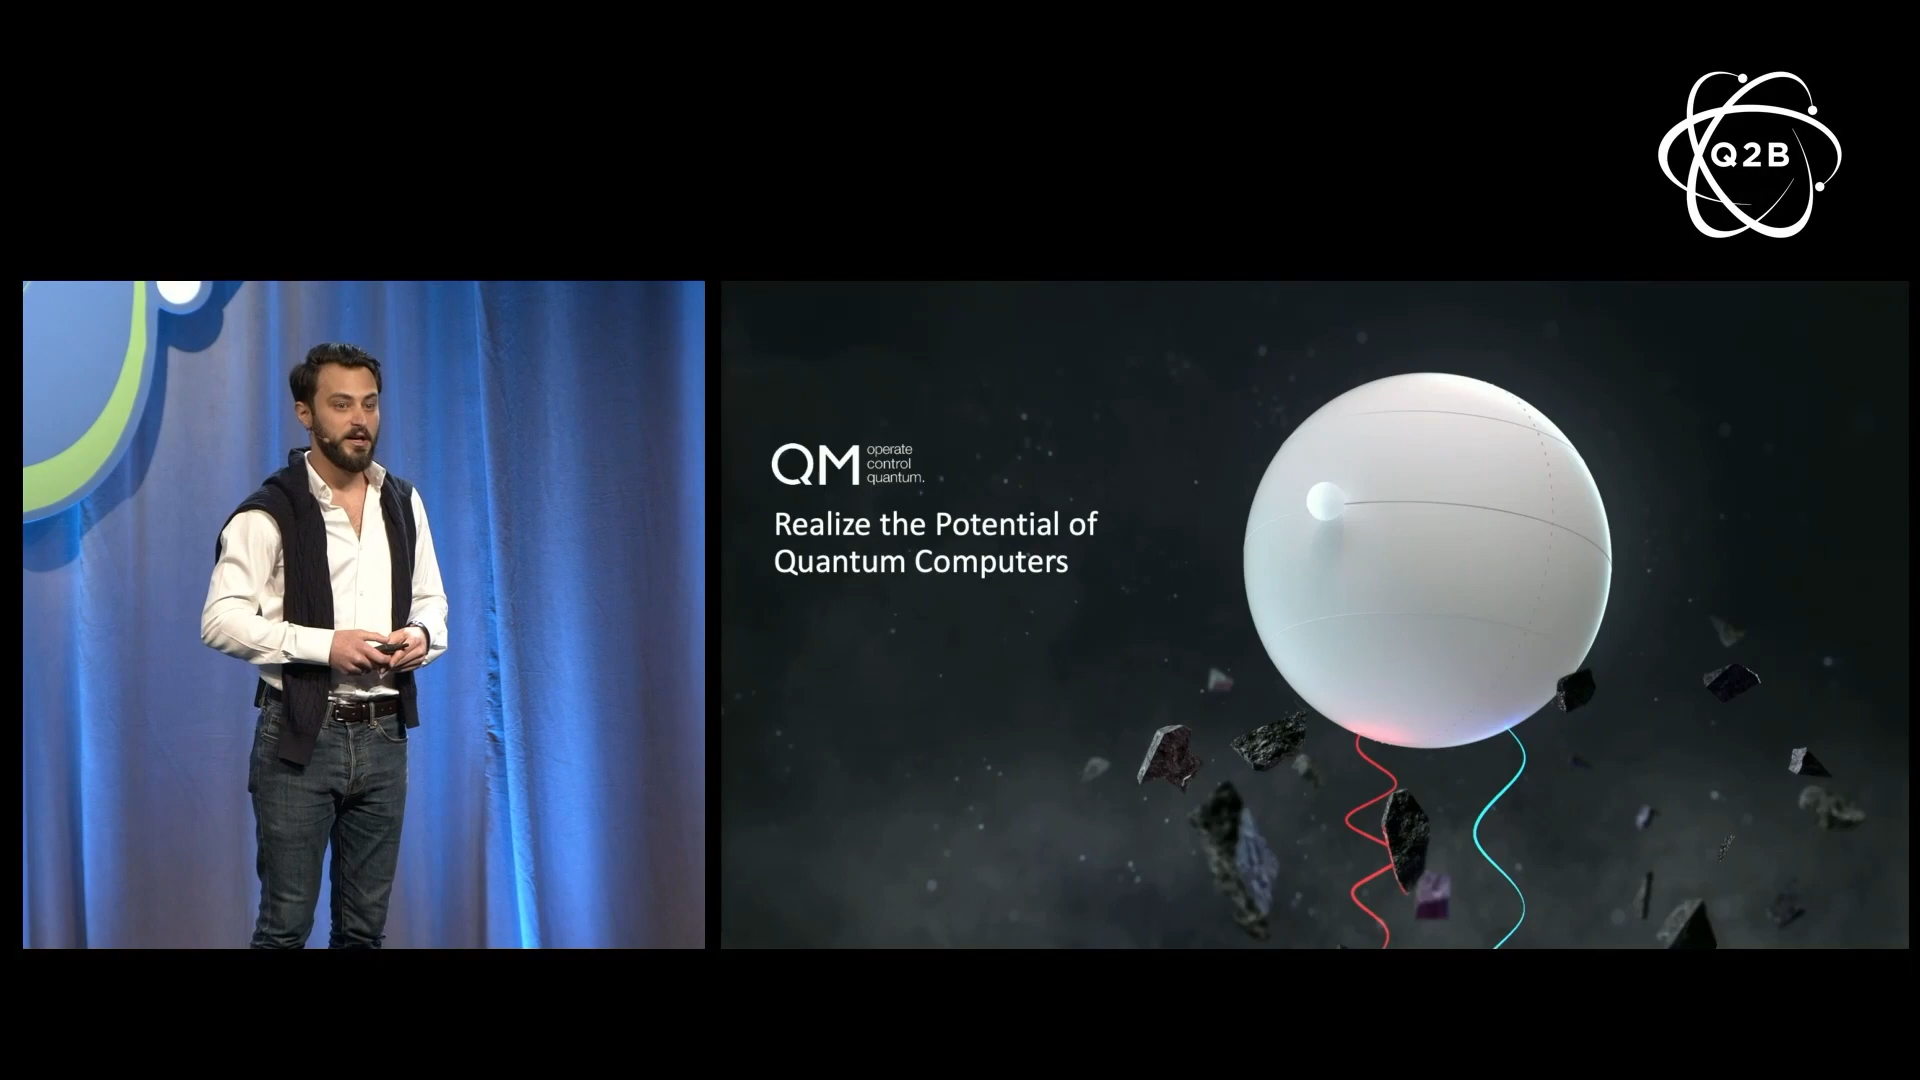 Q2B
QM
operate
control
quantum.
Realize the Potential of
Quantum Computers